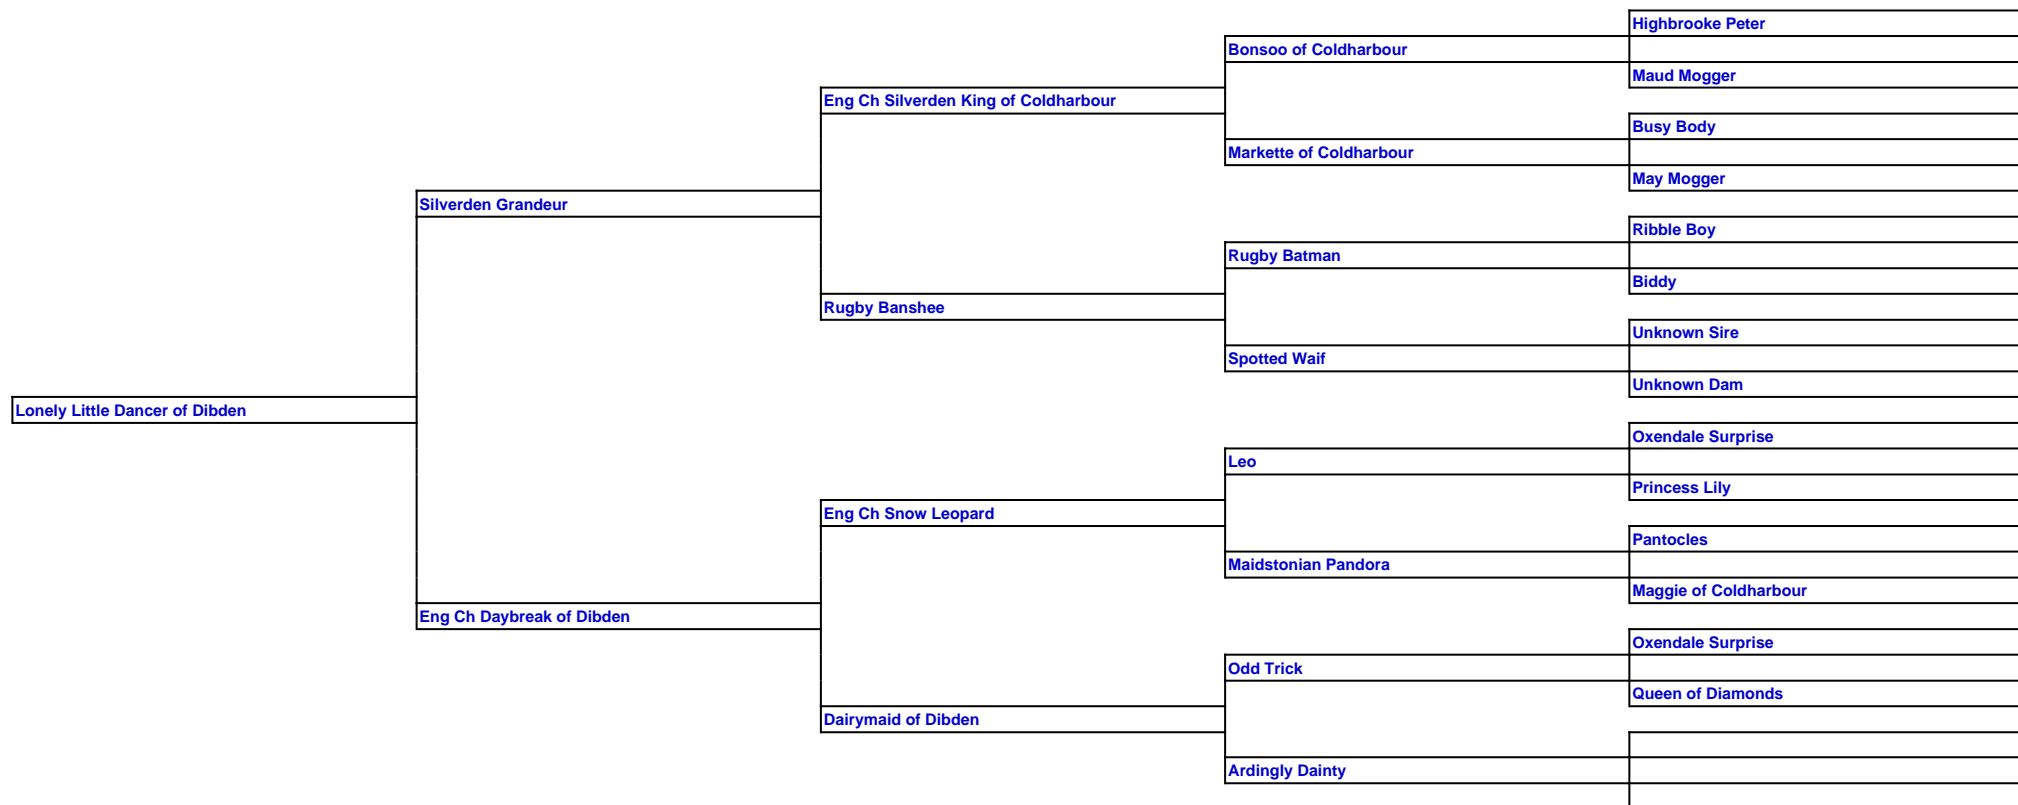 Highbrooke Peter
Bonsoo of Coldharbour
Maud Mogger
Eng Ch Silverden King of Coldharbour
Busy Body
Markette of Coldharbour
May Mogger
Silverden Grandeur
Ribble Boy
Rugby Batman
Biddy
Rugby Banshee
Unknown Sire
Spotted Waif
Unknown Dam
Lonely Little Dancer of Dibden
Oxendale Surprise
Leo
Princess Lily
Eng Ch Snow Leopard
Pantocles
Maidstonian Pandora
Maggie of Coldharbour
Eng Ch Daybreak of Dibden
Oxendale Surprise
Odd Trick
Queen of Diamonds
Dairymaid of Dibden
Ardingly Dainty